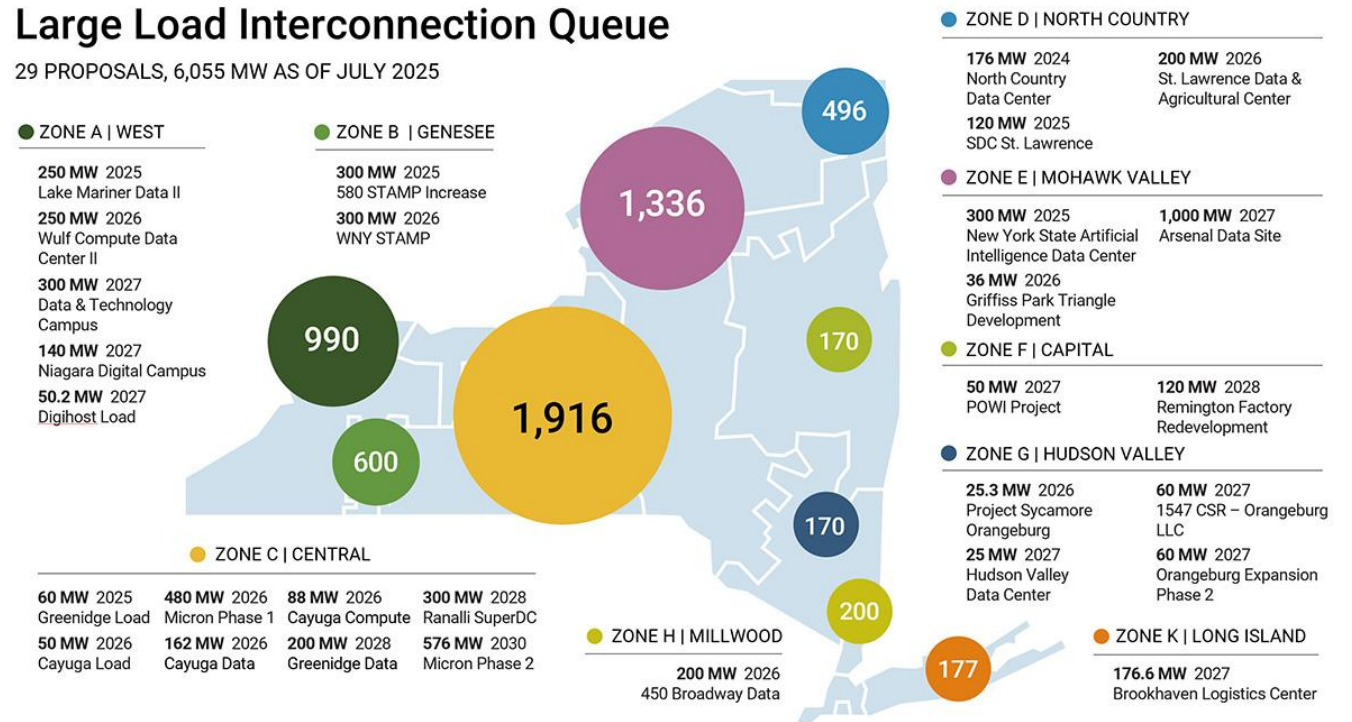 Large Load Interconnection Queue
29 PROPOSALS, 6,055 MW AS OF JULY 2025
ZONE A | WEST
250 MW 2025
Lake Mariner Data II
250 MW 2026
Wulf Compute Data
Center II
300 MW 2027
Data & Technology
Campus
140 MW 2027
Niagara Digital Campus
50.2 MW 2027
Digihost Load
ZONE B | GENESEE
300 MW 2025
580 STAMP Increase
300 MW 2026
WNY STAMP
990
600
1,916
1,336
496
170
170
200
177
ZONE C | CENTRAL
60 MW 2025
Greenidge Load
50 MW 2026
Cayuga Load
480 MW 2026
Micron Phase 1
162 MW 2026
Cayuga Data
88 MW 2026
Cayuga Compute
200 MW 2028
Greenidge Data
300 MW 2028
Ranalli SuperDC
576 MW 2030
Micron Phase 2
ZONE D | NORTH COUNTRY
176 MW 2024
North Country
Data Center
120 MW 2025
SDC St. Lawrence
200 MW 2026
St. Lawrence Data &
Agricultural Center
ZONE E | MOHAWK VALLEY
300 MW 2025
New York State Artificial
Intelligence Data Center
36 MW 2026
Griffiss Park Triangle
Development
1,000 MW 2027
Arsenal Data Site
ZONE F | CAPITAL
50 MW 2027
POWI Project
120 MW 2028
Remington Factory
Redevelopment
ZONE G | HUDSON VALLEY
25.3 MW 2026
Project Sycamore
Orangeburg
25 MW 2027
Hudson Valley
Data Center
60 MW 2027
1547 CSR – Orangeburg
LLC
60 MW 2027
Orangeburg Expansion
Phase 2
ZONE H | MILLWOOD
200 MW 2026
450 Broadway Data
ZONE K | LONG ISLAND
176.6 MW 2027
Brookhaven Logistics Center